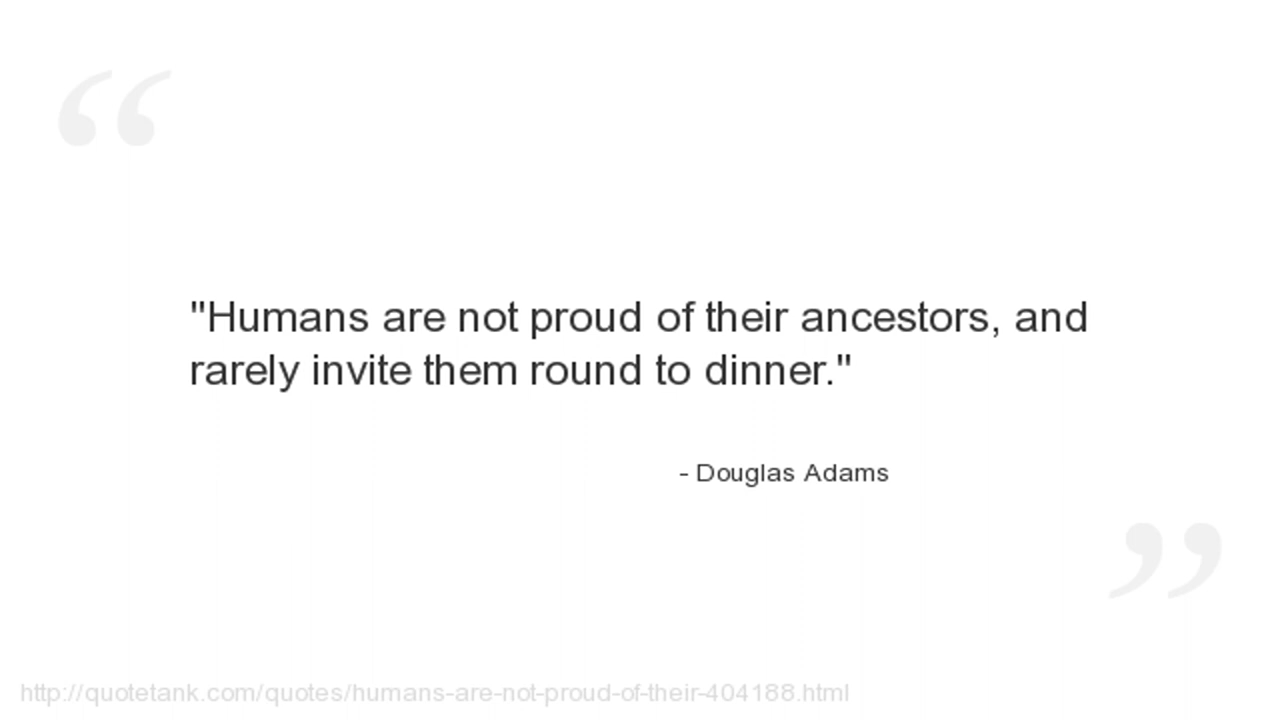 "Humans are not proud of their ancestors, and
rarely invite them round to dinner."
- Douglas Adams
http://quotetank.com/quotes/humans-are-not-proud-of-their-404188.html